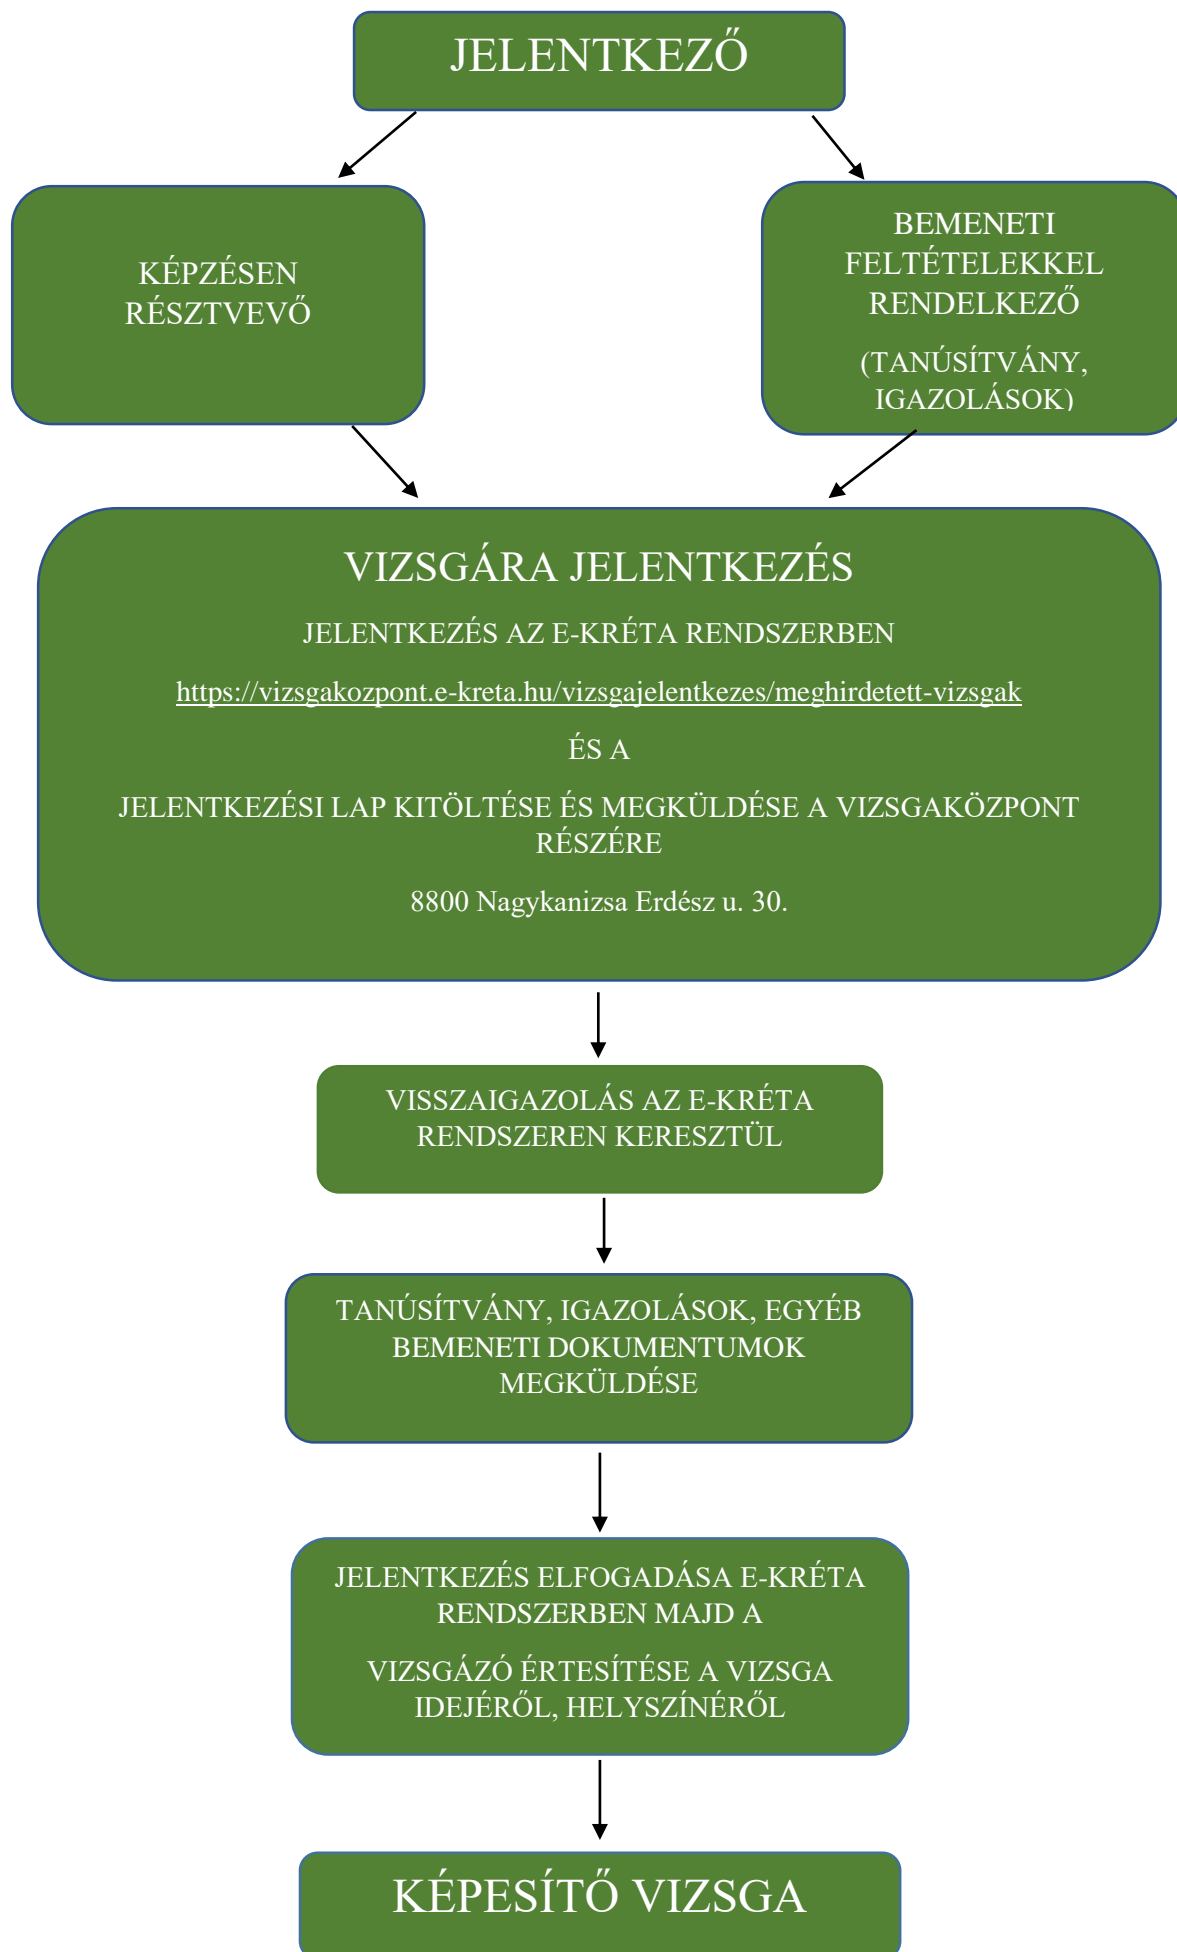 JELENTKEZŐ
KÉPZÉSEN
RÉSZTVEVŐ
BEMENETI
FELTÉTELEKKEL
RENDELKEZŐ
(TANÚSÍTVÁNY,
IGAZOLÁSOK)
VIZSGÁRA JELENTKEZÉS
JELENTKEZÉS AZ E-KRÉTA RENDSZERBEN
https://vizsgakozpont.e-kreta.hu/vizsgajelentkezes/meghirdetett-vizsgak
ÉS A
JELENTKEZÉSI LAP KITÖLTÉSE ÉS MEGKÜLDÉSE A VIZSGAKÖZPONT
RÉSZÉRE
8800 Nagykanizsa Erdész u. 30.
VISSZAIGAZOLÁS AZ E-KRÉTA
RENDSZEREN KERESZTÜL
TANÚSÍTVÁNY, IGAZOLÁSOK, EGYÉB
BEMENETI DOKUMENTUMOK
MEGKÜLDÉSE
JELENTKEZÉS ELFOGADÁSA E-KRÉTA
RENDSZERBEN MAJD A
VIZSGÁZÓ ÉRTESÍTÉSE A VIZSGA
IDEJÉRŐL, HELYSZÍNÉRŐL
KÉPESÍTŐ VIZSGA